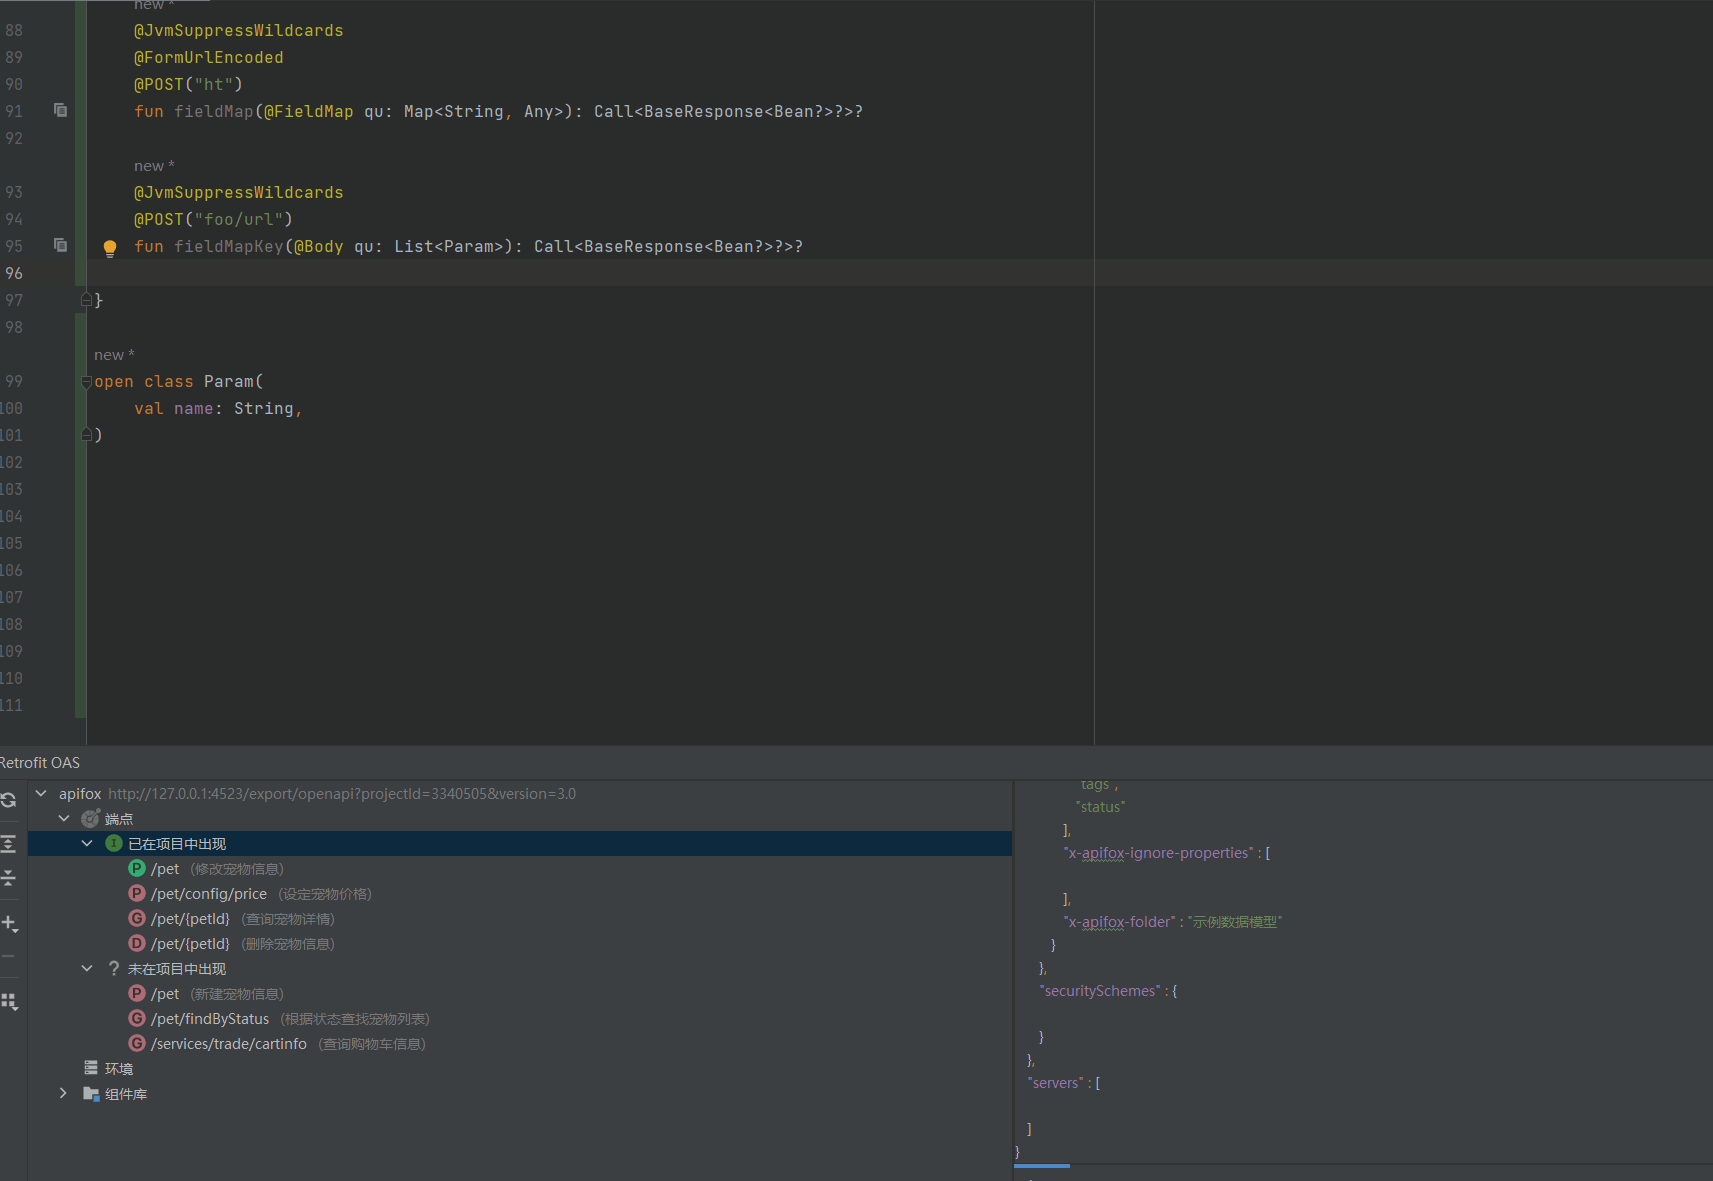 new *
88 @JvmSuppressWildcards
89 @FormUrlEncoded
90 @POST("ht")
91 fun fieldMap(@FieldMap qu: Map<String, Any>): Call<BaseResponse<Bean?>?>?
92
new *
93 @JvmSuppressWildcards
94 @POST("foo/url")
95 fun fieldMapKey(@Body qu: List<Param>): Call<BaseResponse<Bean?>?>?
96
97 }
98
new *
99 open class Param(
100 val name: String,
101 )
102
103
104
105
106
107
108
109
110
111
Retrofit OAS
apifox http://127.0.0.1:4523/export/openapi?projectId=3340505&version=3.0
端点
I 已在项目中出现
P /pet (修改宠物信息)
P /pet/config/price (设定宠物价格)
G /pet/{petId} (查询宠物详情)
D /pet/{petId} (删除宠物信息)
? 未在项目中出现
P /pet (新建宠物信息)
G /pet/findByStatus (根据状态查找宠物列表)
G /services/trade/cartinfo (查询购物车信息)
环境
组件库
tags ,
"status"
],
"x-apifox-ignore-properties" : [
],
"x-apifox-folder" : "示例数据模型"
}
},
"securitySchemes" : {
}
},
"servers" : [
]
}